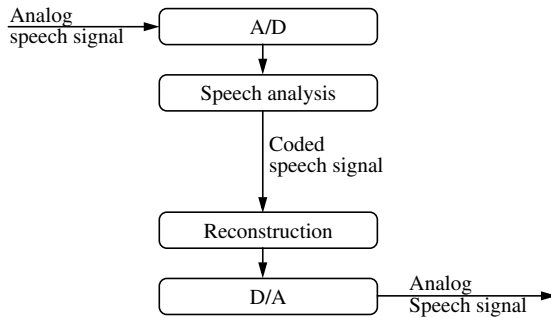 Analog
speech signal
A/D
Speech analysis
Coded
speech signal
Reconstruction
D/A
Analog
Speech signal